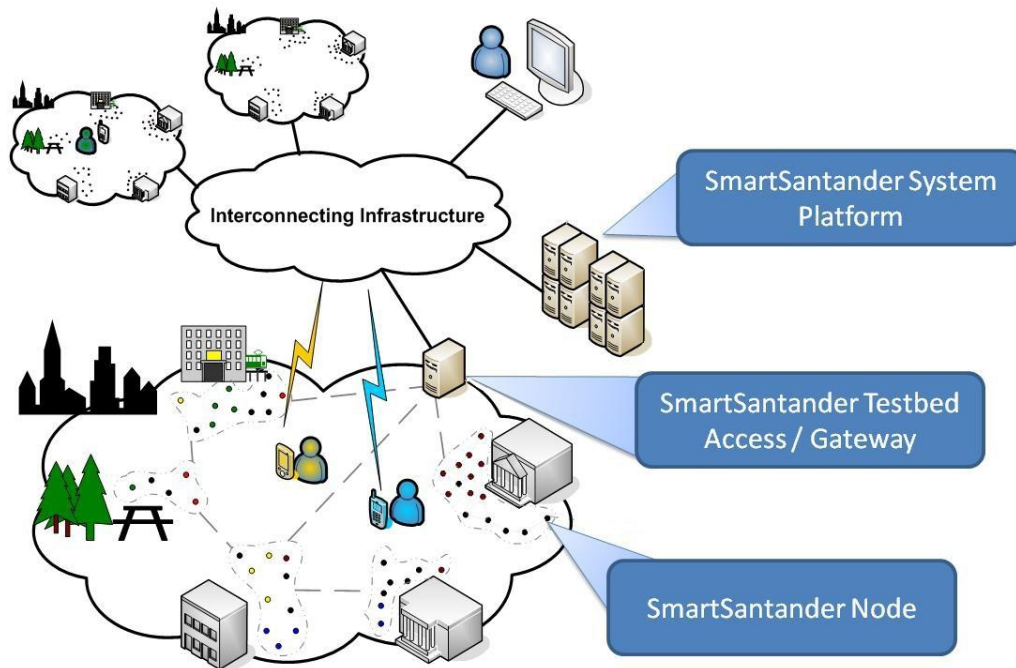 Interconnecting Infrastructure
SmartSantander System
Platform
SmartSantander Testbed
Access / Gateway
SmartSantander Node